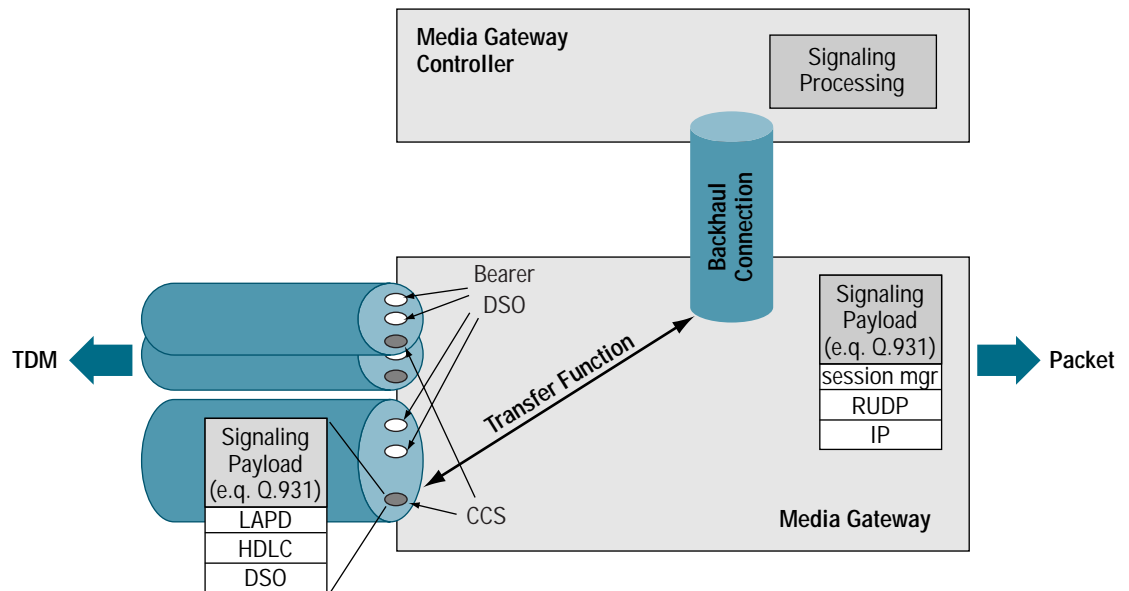 Media Gateway
Controller
Signaling
Processing
Backhaul
Connection
Bearer
DSO
Signaling
Payload
(e.q. Q.931)
session mgr
RUDP
IP
TDM
Packet
Transfer Function
Signaling
Payload
(e.q. Q.931)
LAPD
HDLC
DSO
CCS
Media Gateway